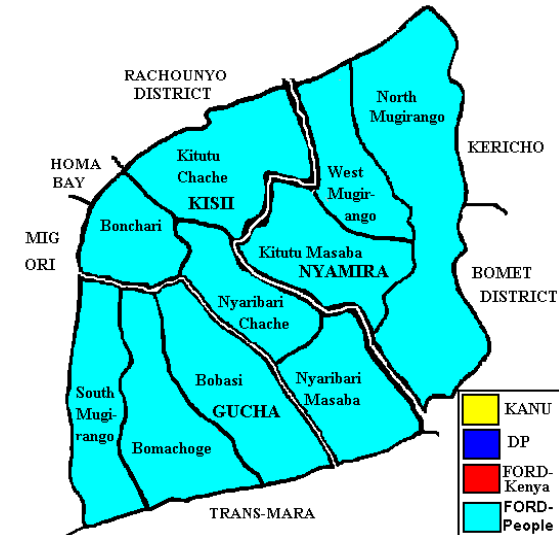 RACHOUNYO
DISTRICT
North
Mugirango
KERICHO
HOMA
BAY
Kitutu
Chache
KISII
West
Mugir-
ango
Bonchari
MIG
ORI
Kitutu Masaba
NYAMIRA
BOMET
DISTRICT
Nyaribari
Chache
Nyaribari
Masaba
Bobasi
GUCHA
South
Mugi-
rango
Bomachoge
TRANS-MARA
KANU
DP
FORD-
Kenya
FORD-
People